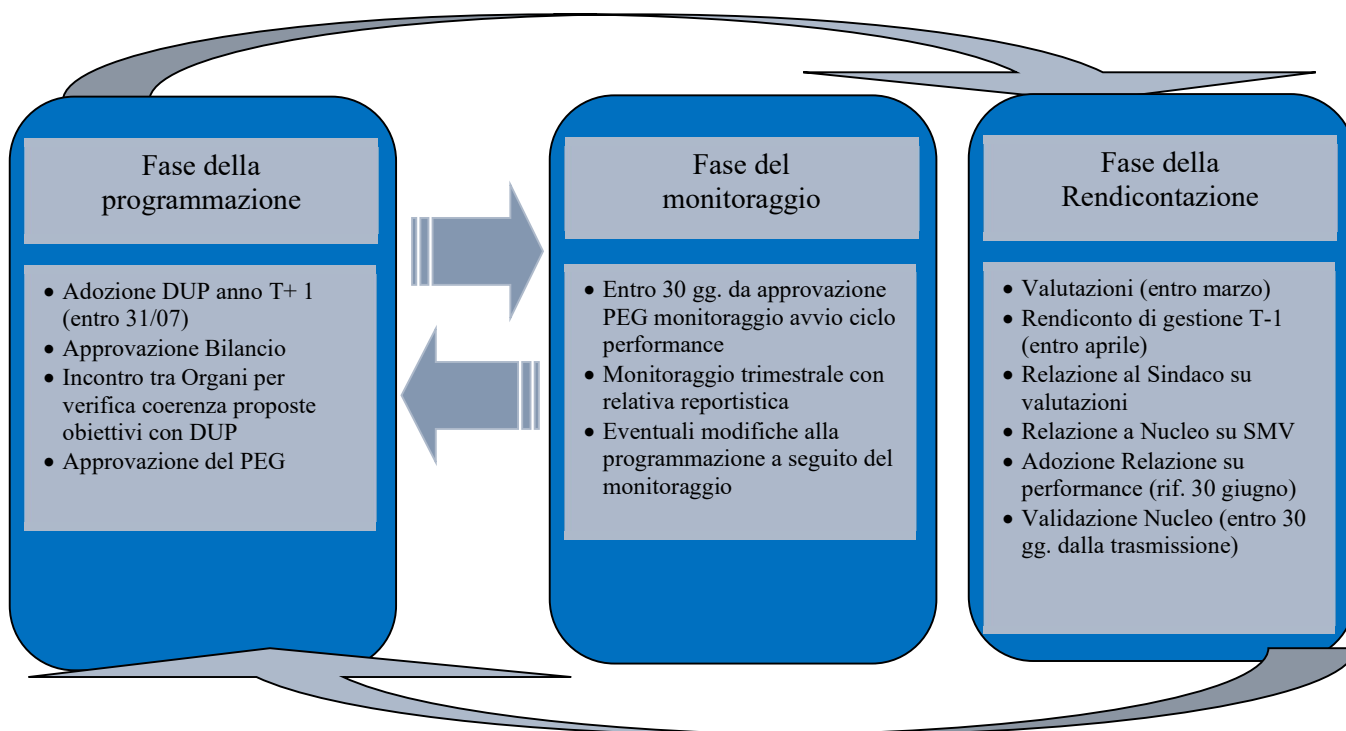 Fase della
programmazione
• Adozione DUP anno T+ 1
(entro 31/07)
• Approvazione Bilancio
• Incontro tra Organi per
verifica coerenza proposte
obiettivi con DUP
• Approvazione del PEG
Fase del
monitoraggio
• Entro 30 gg. da approvazione
PEG monitoraggio avvio ciclo
performance
• Monitoraggio trimestrale con
relativa reportistica
• Eventuali modifiche alla
programmazione a seguito del
monitoraggio
Fase della
Rendicontazione
• Valutazioni (entro marzo)
• Rendiconto di gestione T-1
(entro aprile)
• Relazione al Sindaco su
valutazioni
• Relazione a Nucleo su SMV
• Adozione Relazione su
performance (rif. 30 giugno)
• Validazione Nucleo (entro 30
gg. dalla trasmissione)